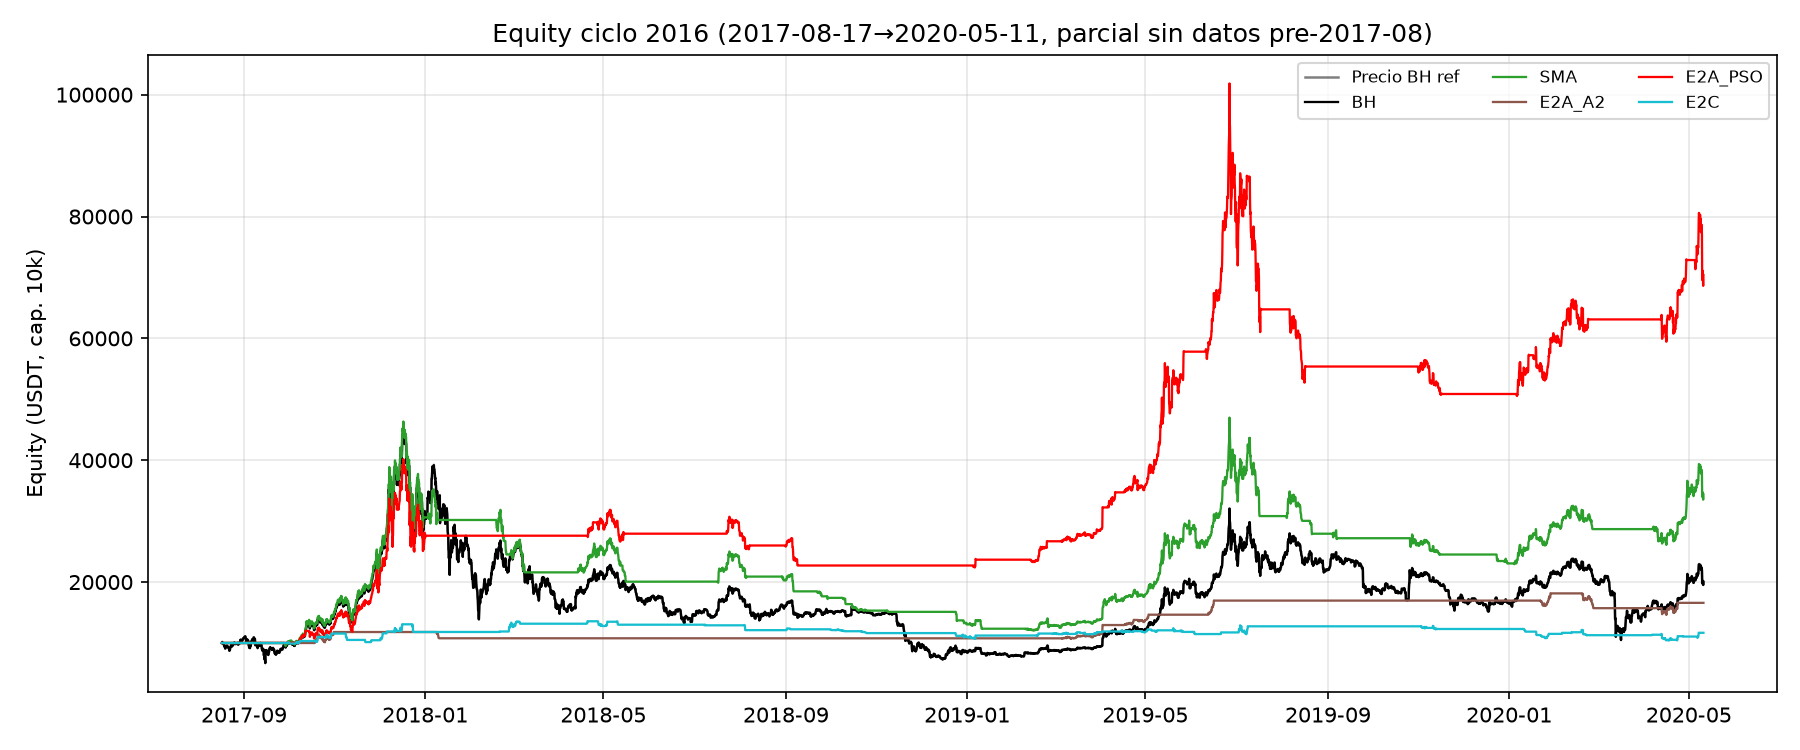 Equity ciclo 2016 (2017-08-17→2020-05-11, parcial sin datos pre-2017-08)
Equity (USDT, cap. 10k)
100000
80000
60000
40000
20000
Precio BH ref
BH
SMA
E2A_A2
E2A_PSO
E2C
2017-09
2018-01
2018-05
2018-09
2019-01
2019-05
2019-09
2020-01
2020-05